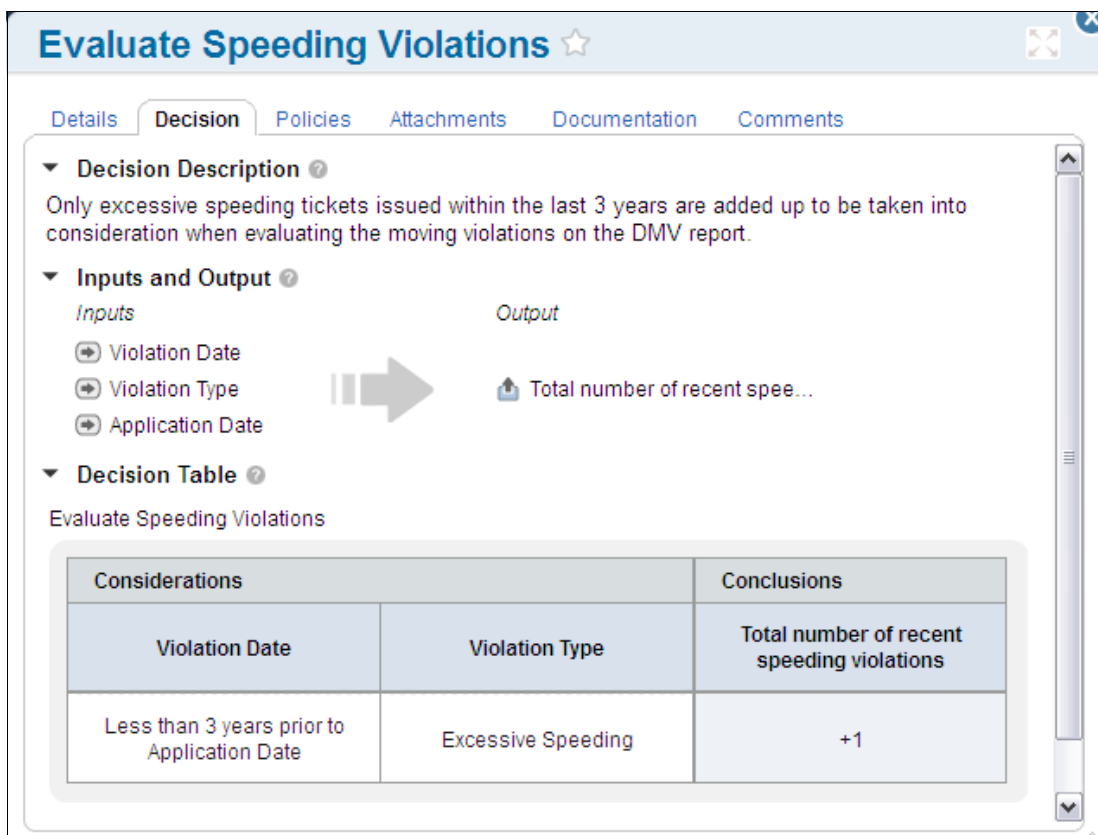 Evaluate Speeding Violations
Details Decision Policies Attachments Documentation Comments
Decision Description
Only excessive speeding tickets issued within the last 3 years are added up to be taken into
consideration when evaluating the moving violations on the DMV report.
Inputs and Output
Inputs Output
Violation Date
Violation Type Total number of recent spee...
Application Date
Decision Table
Evaluate Speeding Violations
Considerations Conclusions
Violation Date Violation Type Total number of recent
speeding violations
Less than 3 years prior to
Application Date Excessive Speeding +1